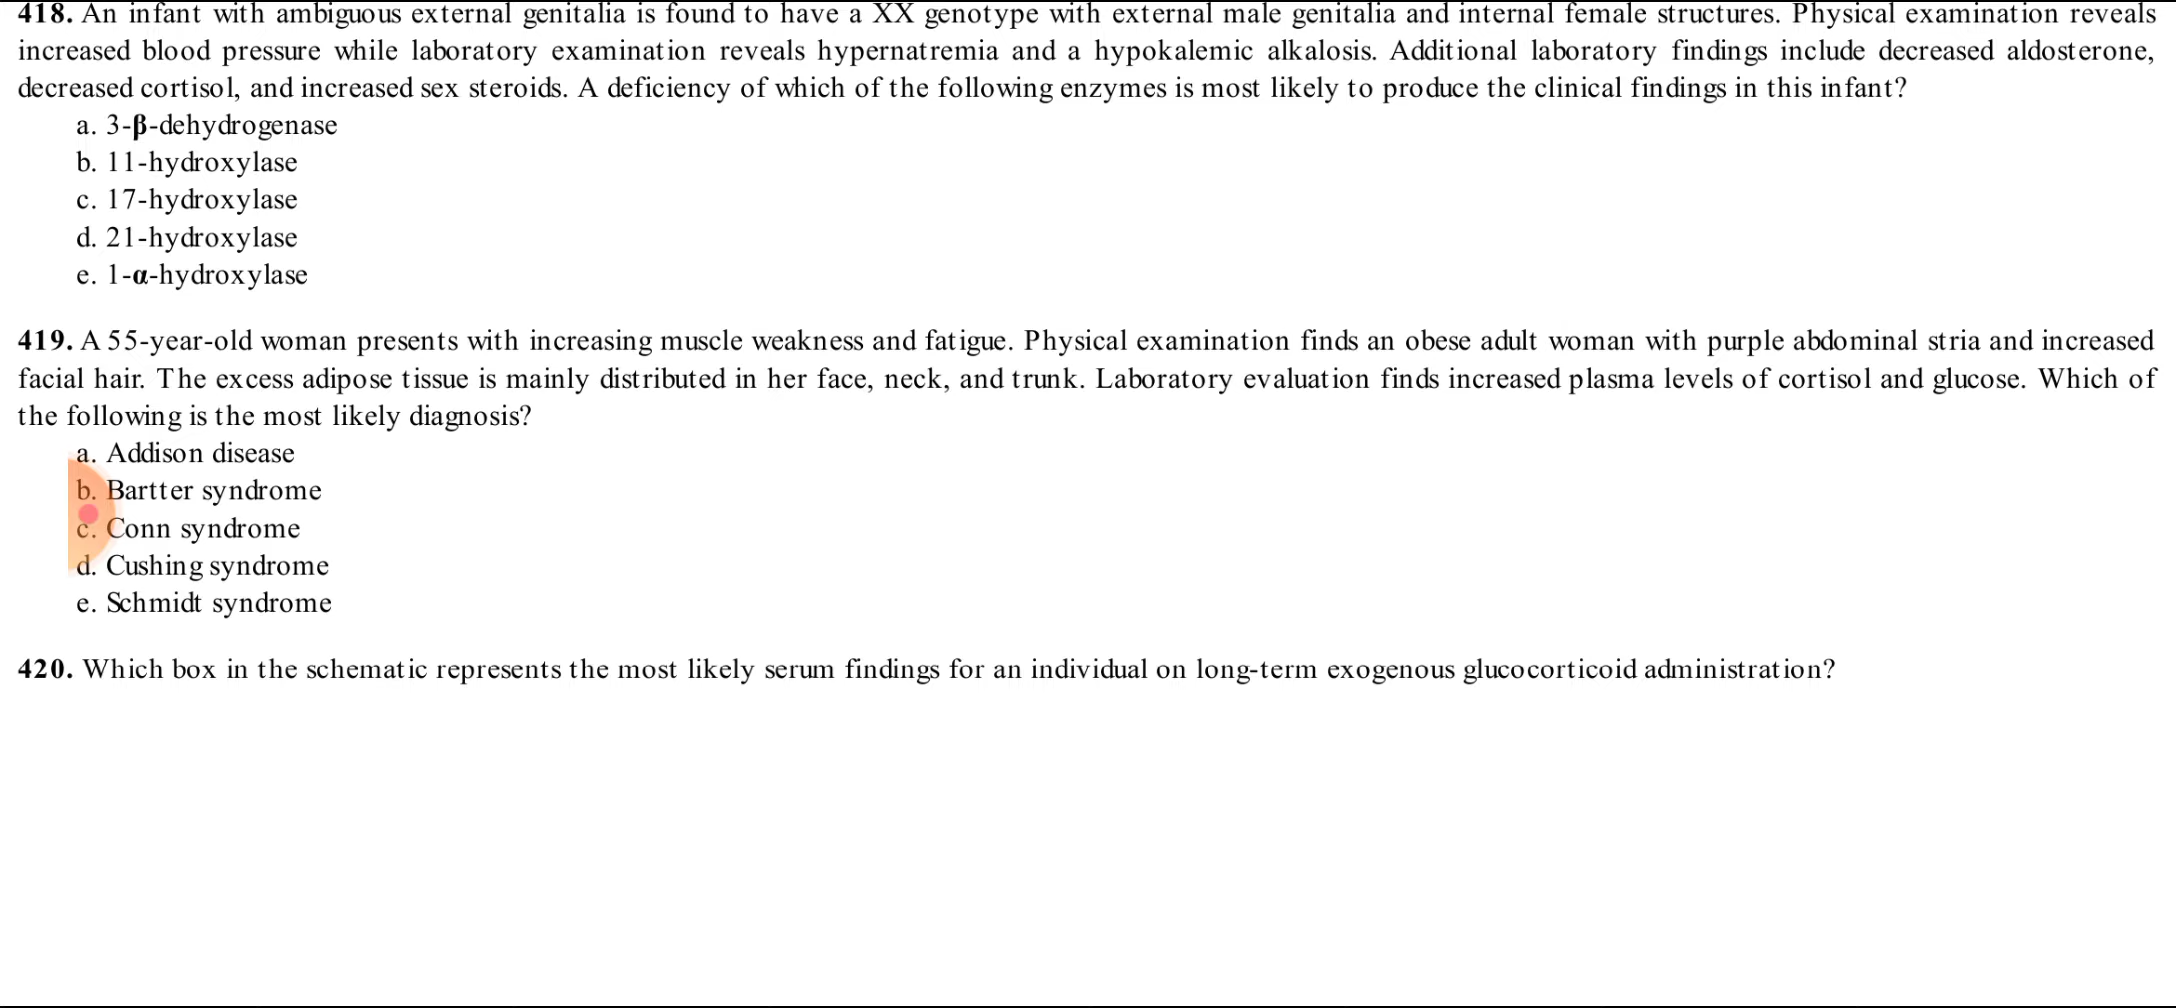 418. An infant with ambiguous external genitalia is found to have a XX genotype with external male genitalia and internal female structures. Physical examination reveals
increased blood pressure while laboratory examination reveals hypernatremia and a hypokalemic alkalosis. Additional laboratory findings include decreased aldosterone,
decreased cortisol, and increased sex steroids. A deficiency of which of the following enzymes is most likely to produce the clinical findings in this infant?
a. 3-β-dehydrogenase
b. 11-hydroxylase
c. 17-hydroxylase
d. 21-hydroxylase
e. 1-α-hydroxylase
419. A 55-year-old woman presents with increasing muscle weakness and fatigue. Physical examination finds an obese adult woman with purple abdominal stria and increased
facial hair. The excess adipose tissue is mainly distributed in her face, neck, and trunk. Laboratory evaluation finds increased plasma levels of cortisol and glucose. Which of
the following is the most likely diagnosis?
a. Addison disease
b. Bartter syndrome
c. Conn syndrome
d. Cushing syndrome
e. Schmidt syndrome
420. Which box in the schematic represents the most likely serum findings for an individual on long-term exogenous glucocorticoid administration?